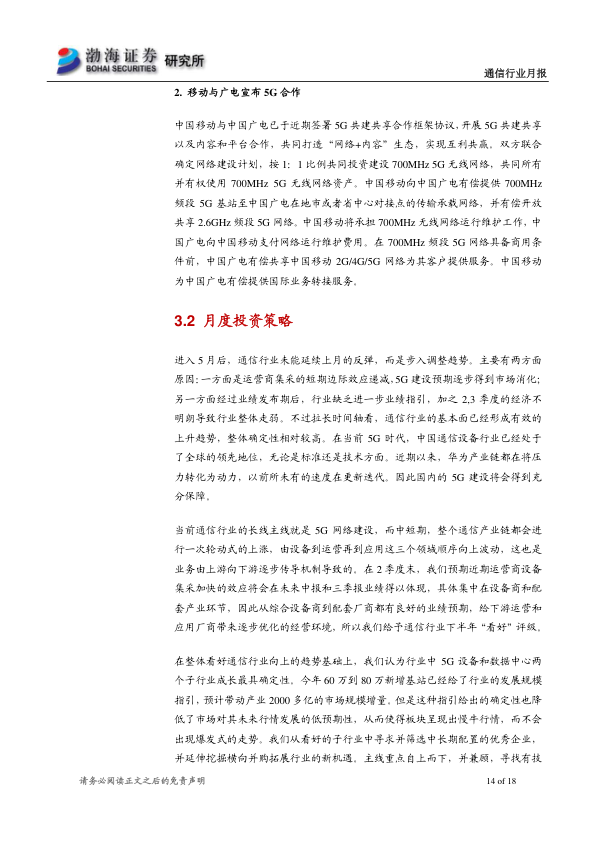 渤海证券 研究所
BOHAI SECURITIES
通信行业月报
2. 移动与广电宣布 5G 合作
中国移动与中国广电已于近期签署 5G 共建共享合作框架协议，开展 5G 共建共享
以及内容和平台合作，共同打造“网络+内容”生态，实现互利共赢。双方联合
确定网络建设计划，按 1：1 比例共同投资建设 700MHz 5G 无线网络，共同所有
并有权使用 700MHz 5G 无线网络资产。中国移动向中国广电有偿提供 700MHz
频段 5G 基站至中国广电在地市或者省中心对接点的传输承载网络，并有偿开放
共享 2.6GHz 频段 5G 网络。中国移动将承担 700MHz 无线网络运行维护工作，中
国广电向中国移动支付网络运行维护费用。在 700MHz 频段 5G 网络具备商用条
件前，中国广电有偿共享中国移动 2G/4G/5G 网络为其客户提供服务。中国移动
为中国广电有偿提供国际业务转接服务。
3.2 月度投资策略
进入 5 月后，通信行业未能延续上月的反弹，而是步入调整趋势。主要有两方面
原因：一方面是运营商集采的短期边际效应递减，5G 建设预期逐步得到市场消化；
另一方面经过业绩发布期后，行业缺乏进一步业绩指引，加之 2,3 季度的经济不
明朗导致行业整体走弱。不过拉长时间轴看，通信行业的基本面已经形成有效的
上升趋势，整体确定性相对较高。在当前 5G 时代，中国通信设备行业已经处于
了全球的领先地位，无论是标准还是技术方面。近期以来，华为产业链都在将压
力转化为动力，以前所未有的速度在更新迭代。因此国内的 5G 建设将会得到充
分保障。
当前通信行业的长线主线就是 5G 网络建设，而中短期，整个通信产业链都会进
行一次轮动式的上涨，由设备到运营再到应用这三个领域顺序向上波动，这也是
业务由上游向下游逐步传导机制导致的。在 2 季度末，我们预期近期运营商设备
集采加快的效应将会在未来中报和三季报业绩得以体现，具体集中在设备商和配
套产业环节，因此从综合设备商到配套厂商都有良好的业绩预期，给下游运营和
应用厂商带来逐步优化的经营环境，所以我们给予通信行业下半年“看好”评级。
在整体看好通信行业向上的趋势基础上，我们认为行业中 5G 设备和数据中心两
个子行业成长最具确定性。今年 60 万到 80 万新增基站已经给了行业的发展规模
指引，预计带动产业 2000 多亿的市场规模增量。但是这种指引给出的确定性也降
低了市场对其未来行情发展的低预期性，从而使得板块呈现出慢牛行情，而不会
出现爆发式的走势。我们从看好的子行业中寻求并筛选中长期配置的优秀企业，
并延伸挖掘横向并购拓展行业的新机遇。主线重点自上而下，并兼顾，寻找有技
请务必阅读正文之后的免责声明
14 of 18